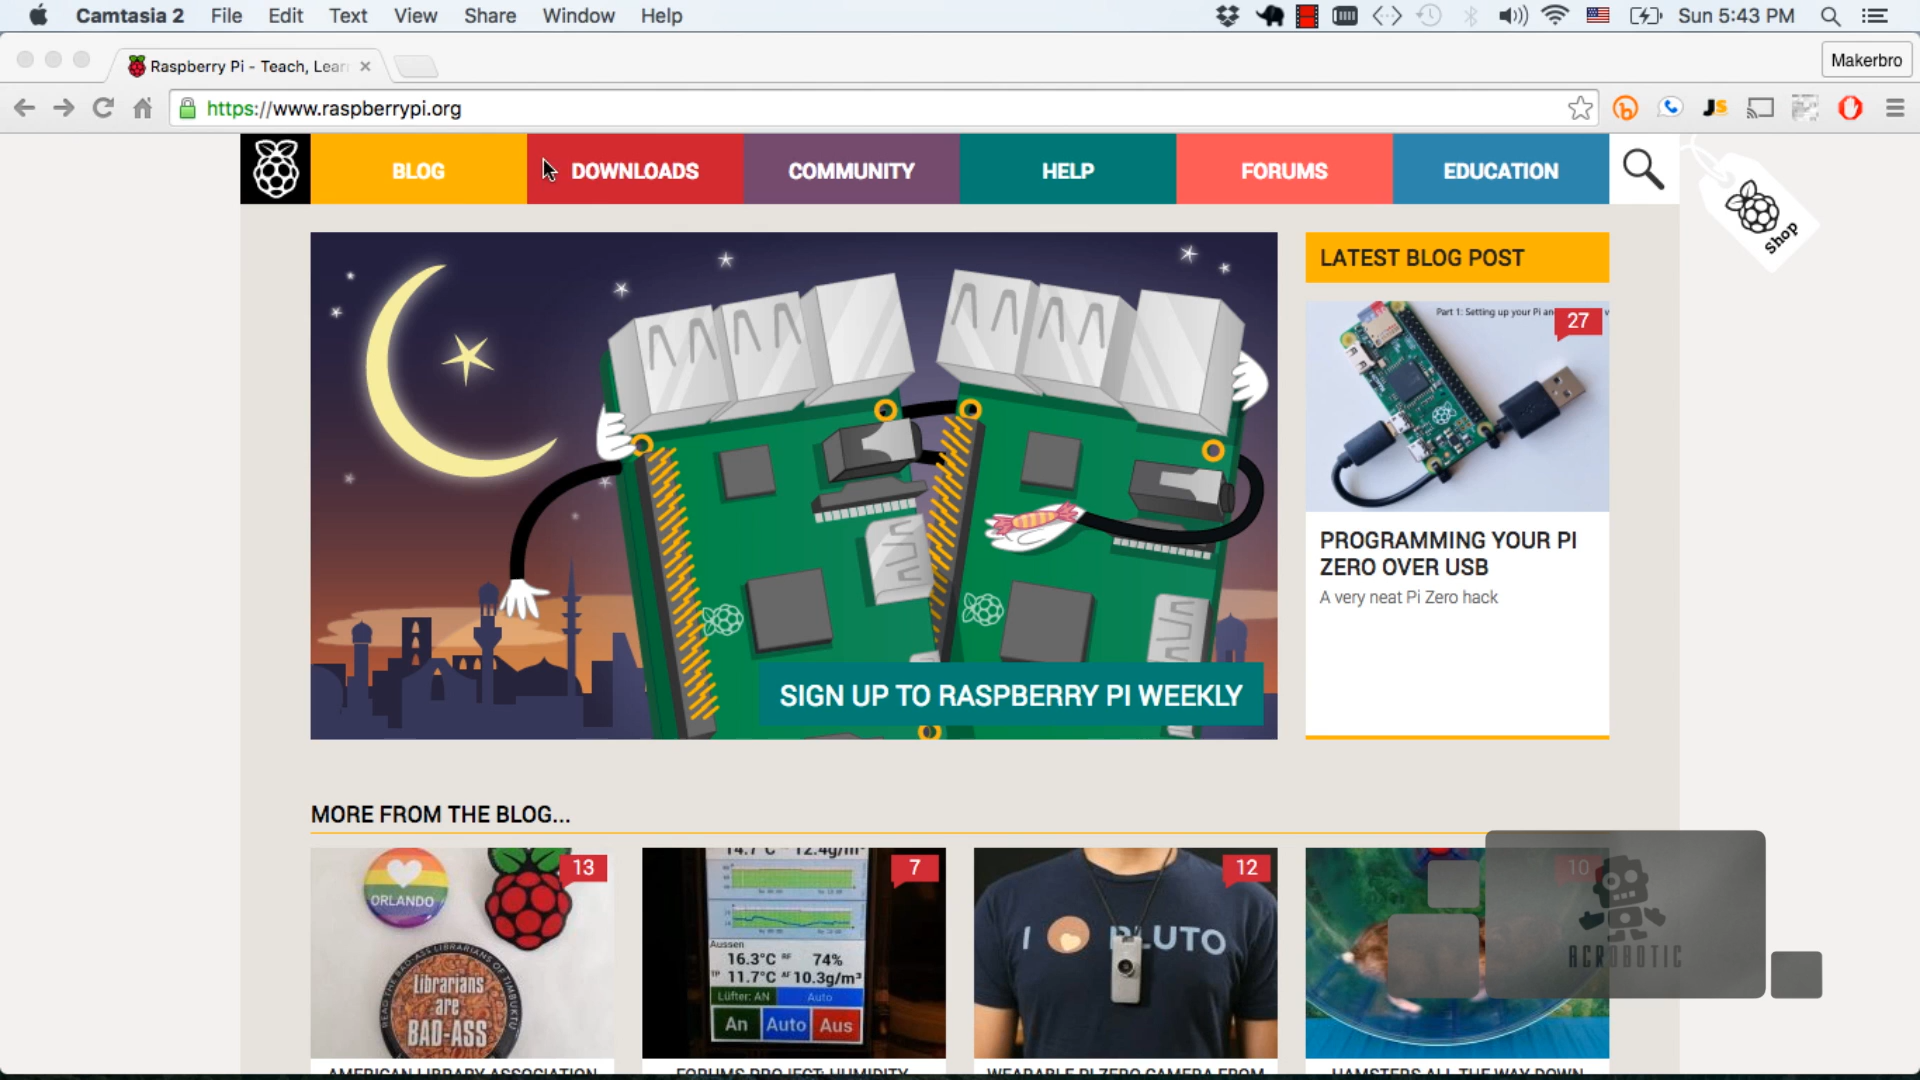 Camtasia 2 File Edit Text View Share Window Help Sun 5:43 PM
Raspberry Pi - Teach, Lear
Makerbro
https://www.raspberrypi.org
BLOG DOWNLOADS COMMUNITY HELP FORUMS EDUCATION
Shop
LATEST BLOG POST
Part 1: Setting up your Pi an
27
PROGRAMMING YOUR PI
ZERO OVER USB
A very neat Pi Zero hack
SIGN UP TO RASPBERRY PI WEEKLY
MORE FROM THE BLOG...
13
ORLANDO
READ THE BAD-ASS LIBRARIANS OF TIMBUKTU
Librarians
are
BAD-ASS
7
14.7°C 12.4g/m³
Aussen
16.3°C RF 74%
TP 11.7°C AF 10.3g/m³
Lüfter: AN Auto
An Auto Aus
12
I PLUTO
10
ACROBOTIC
AMERICAN LIBRARY ASSOCIATION
FORUMS PROJECT: HUMIDITY
WEARABLE PI ZERO CAMERA FROM
HAMSTERS ALL THE WAY DOWN